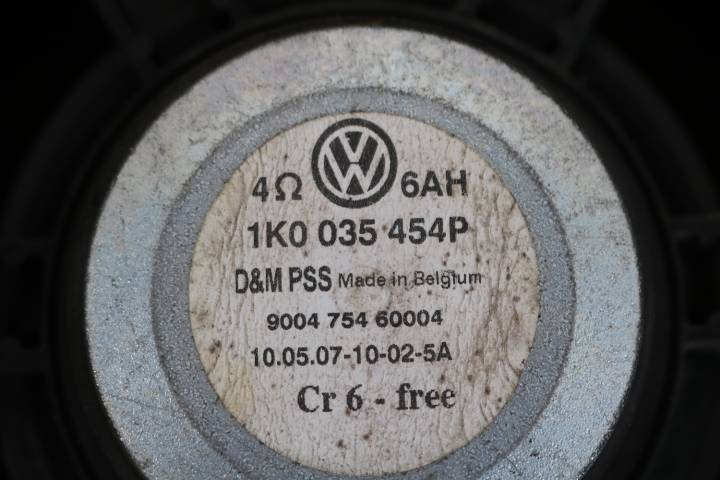 4Ω VW 6AH
1K0 035 454P
D&M PSS Made in Belgium
9004 754 60004
10.05.07-10-02-5A
Cr 6 - free